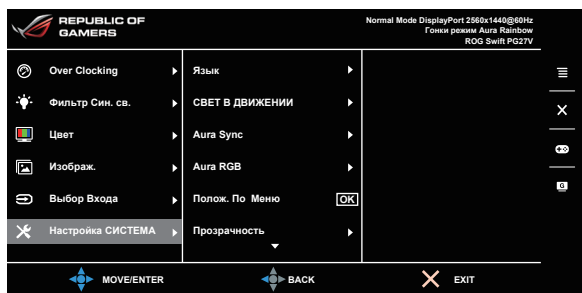 REPUBLIC OF
GAMERS
Normal Mode DisplayPort 2560x1440@60Hz
Гонки режим Aura Rainbow
ROG Swift PG27V
Over Clocking
Фильтр Син. св.
Цвет
Изображ.
Выбор Входа
Настройка СИСТЕМА
Язык
СВЕТ В ДВИЖЕНИИ
Aura Sync
Aura RGB
Полож. По Меню OK
Прозрачность
G
MOVE/ENTER
BACK
EXIT